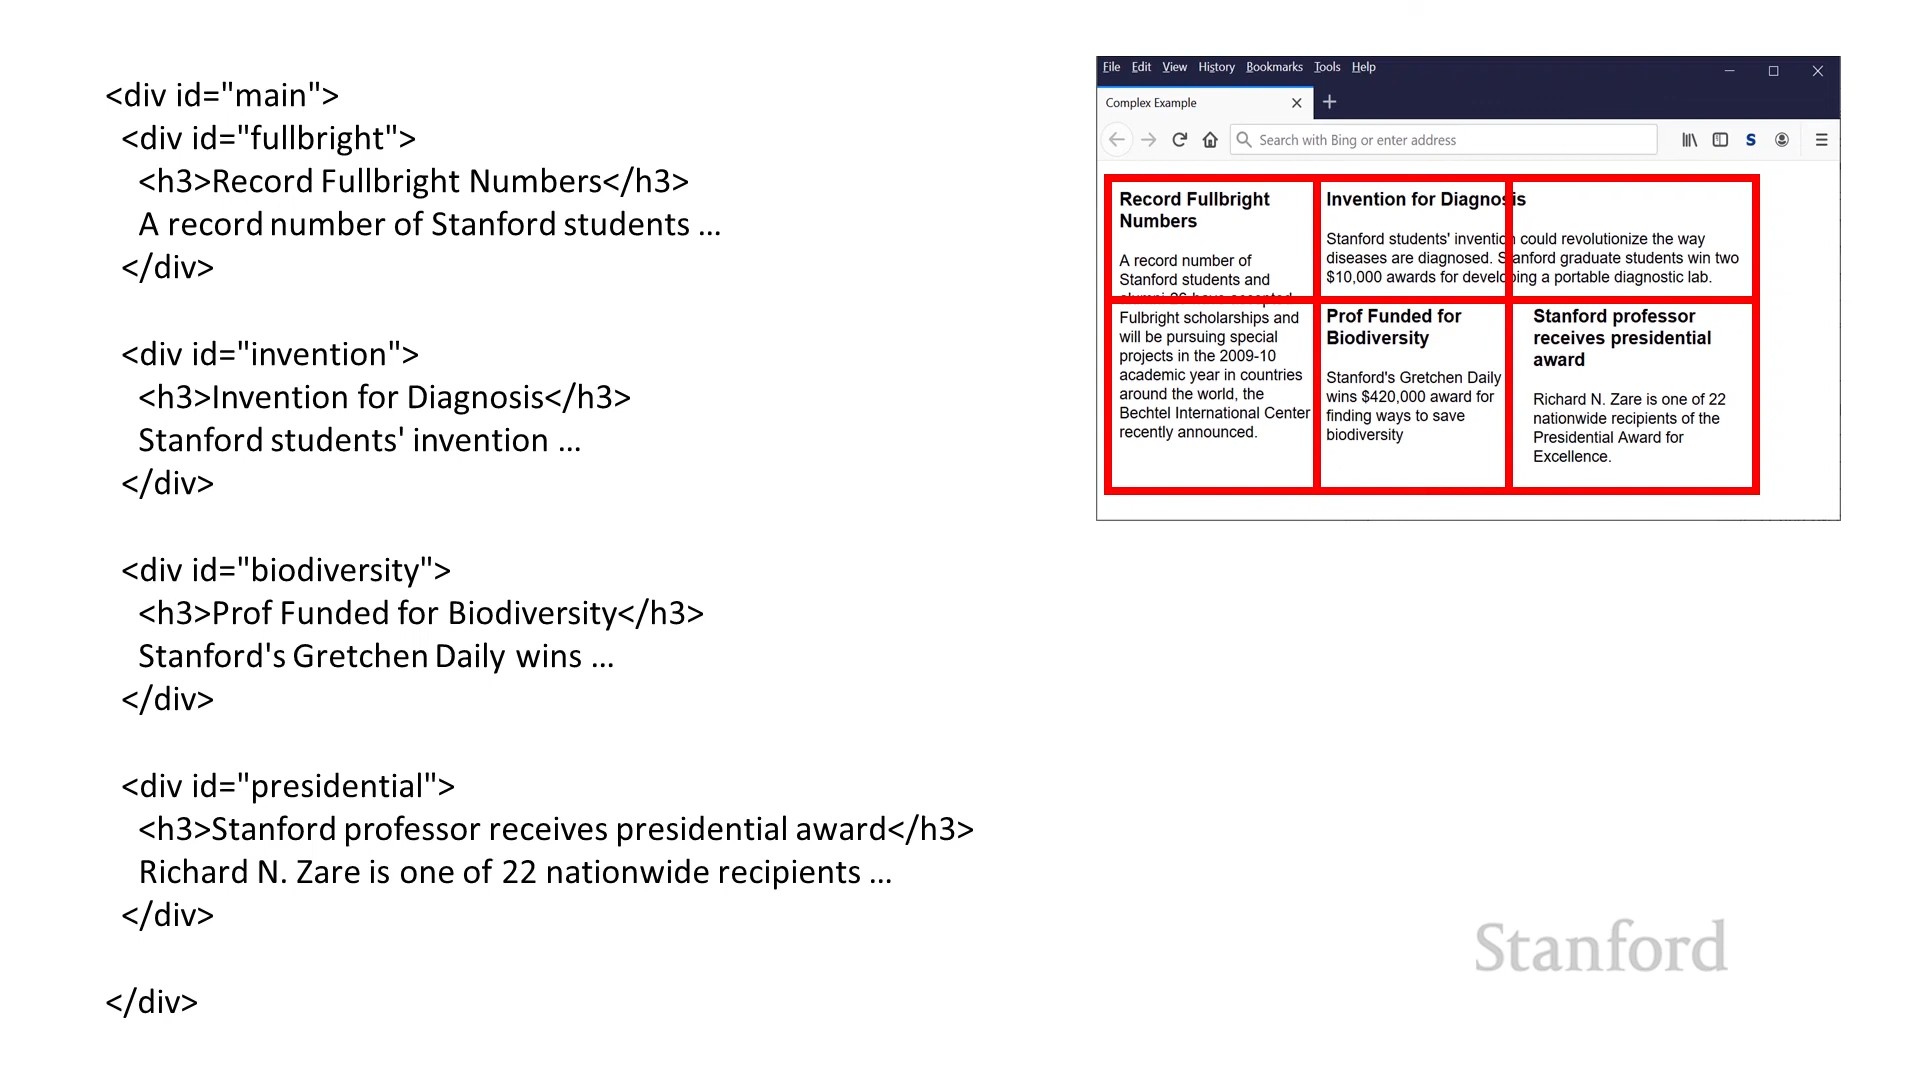 <div id="main">
<div id="fullbright">
<h3>Record Fullbright Numbers</h3>
A record number of Stanford students ...
</div>
<div id="invention">
<h3>Invention for Diagnosis</h3>
Stanford students' invention ...
</div>
<div id="biodiversity">
<h3>Prof Funded for Biodiversity</h3>
Stanford's Gretchen Daily wins ...
</div>
<div id="presidential">
<h3>Stanford professor receives presidential award</h3>
Richard N. Zare is one of 22 nationwide recipients ...
</div>
</div>
File Edit View History Bookmarks Tools Help
Complex Example
Search with Bing or enter address
S
Record Fullbright
Numbers
A record number of
Stanford students and
alumni 26 have accepted
Fulbright scholarships and
will be pursuing special
projects in the 2009-10
academic year in countries
around the world, the
Bechtel International Center
recently announced.
Invention for Diagnosis
Stanford students' invention could revolutionize the way
diseases are diagnosed. Stanford graduate students win two
$10,000 awards for developing a portable diagnostic lab.
Prof Funded for
Biodiversity
Stanford's Gretchen Daily
wins $420,000 award for
finding ways to save
biodiversity
Stanford professor
receives presidential
award
Richard N. Zare is one of 22
nationwide recipients of the
Presidential Award for
Excellence.
Stanford